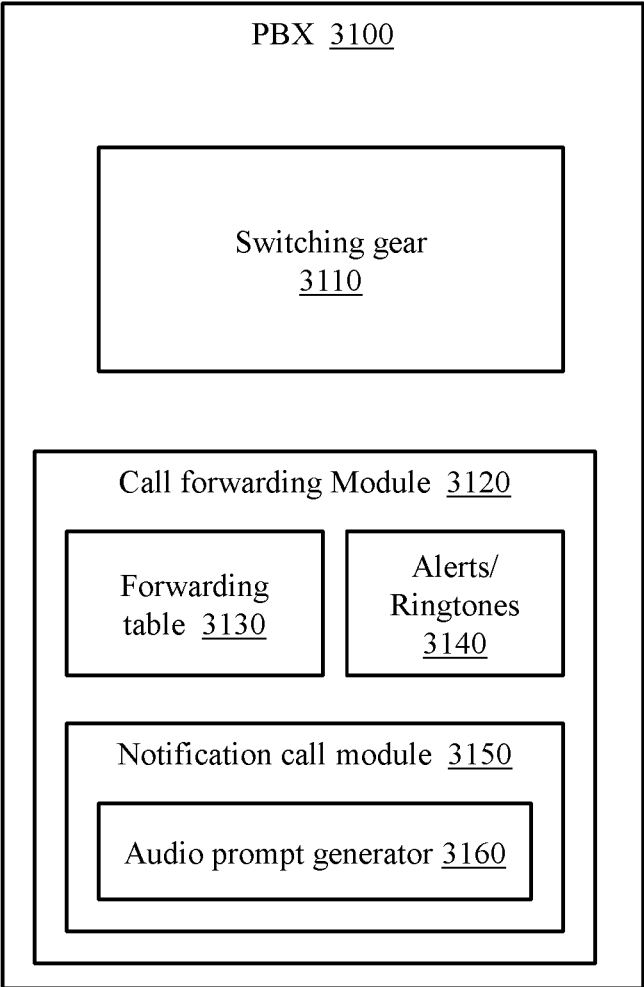 PBX 3100
Switching gear
3110
Call forwarding Module 3120
Forwarding
table 3130
Alerts/
Ringtones
3140
Notification call module 3150
Audio prompt generator 3160